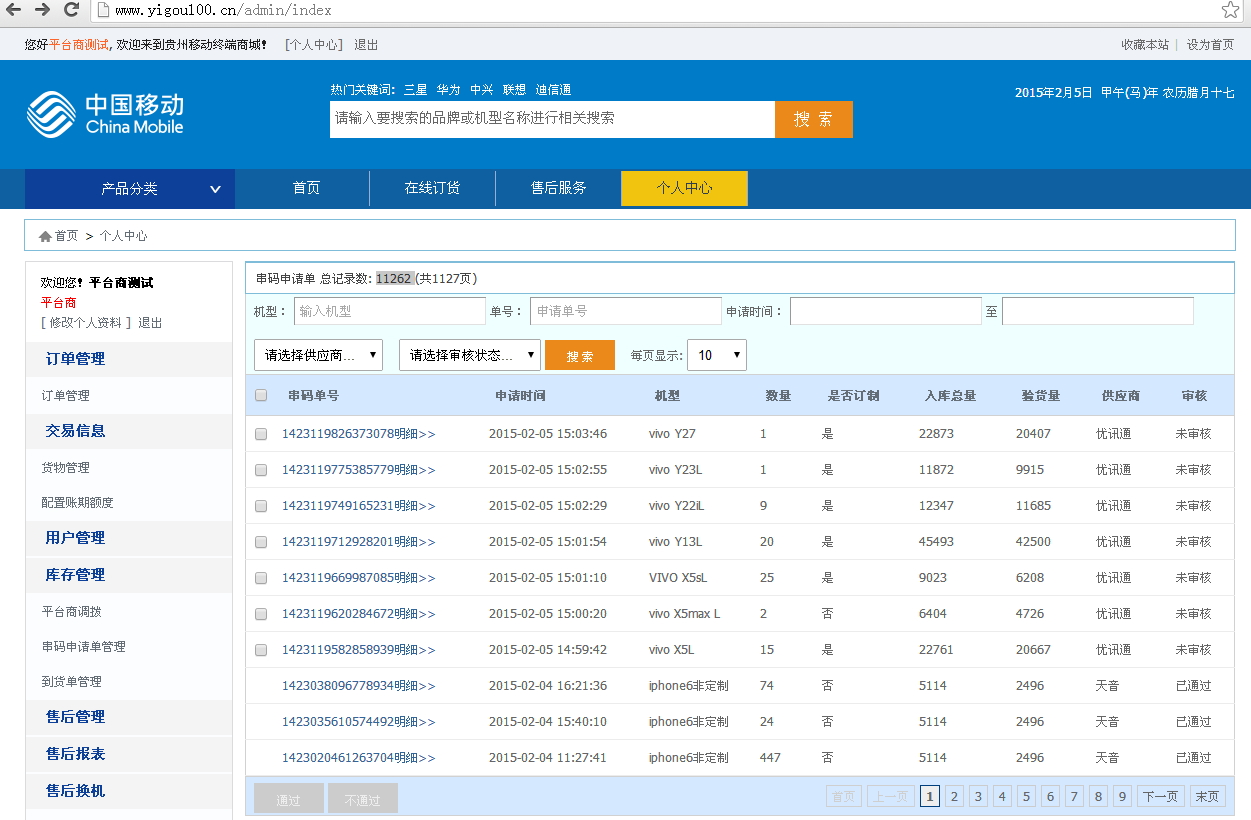 www.yigou100.cn/admin/index
您好平台商测试, 欢迎来到贵州移动终端商城! [个人中心] 退出 收藏本站 | 设为首页
中国移动
China Mobile
热门关键词: 三星 华为 中兴 联想 迪信通
请输入要搜索的品牌或机型名称进行相关搜索 搜 索
2015年2月5日 甲午(马)年 农历腊月十七
产品分类 首页 在线订货 售后服务 个人中心
首页 > 个人中心
欢迎您! 平台商测试
平台商
[ 修改个人资料 ] 退出
订单管理
订单管理
交易信息
货物管理
配置账期额度
用户管理
库存管理
平台商调拨
串码申请单管理
到货单管理
售后管理
售后报表
售后换机
串码申请单 总记录数: 11262 (共1127页)
机型： 输入机型 单号： 申请单号 申请时间： 至
请选择供应商... 请选择审核状态... 搜 索 每页显示: 10
串码单号 申请时间 机型 数量 是否订制 入库总量 验货量 供应商 审核
1423119826373078明细>> 2015-02-05 15:03:46 vivo Y27 1 是 22873 20407 优讯通 未审核
1423119775385779明细>> 2015-02-05 15:02:55 vivo Y23L 1 是 11872 9915 优讯通 未审核
1423119749165231明细>> 2015-02-05 15:02:29 vivo Y22iL 9 是 12347 11685 优讯通 未审核
1423119712928201明细>> 2015-02-05 15:01:54 vivo Y13L 20 是 45493 42500 优讯通 未审核
1423119669987085明细>> 2015-02-05 15:01:10 VIVO X5sL 25 是 9023 6208 优讯通 未审核
1423119620284672明细>> 2015-02-05 15:00:20 vivo X5max L 2 否 6404 4726 优讯通 未审核
1423119582858939明细>> 2015-02-05 14:59:42 vivo X5L 15 是 22761 20667 优讯通 未审核
1423038096778934明细>> 2015-02-04 16:21:36 iphone6非定制 74 否 5114 2496 天音 已通过
1423035610574492明细>> 2015-02-04 15:40:10 iphone6非定制 24 否 5114 2496 天音 已通过
1423020461263704明细>> 2015-02-04 11:27:41 iphone6非定制 447 否 5114 2496 天音 已通过
通过 不通过 首页 上一页 1 2 3 4 5 6 7 8 9 下一页 末页